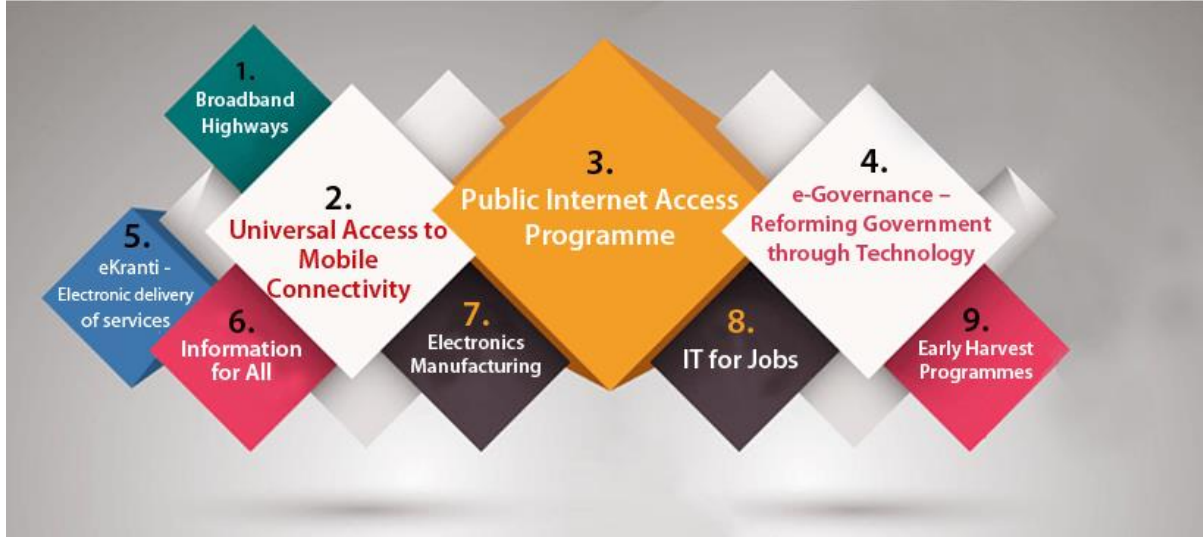 1.
Broadband
Highways
2.
Universal Access to
Mobile
Connectivity
3.
Public Internet Access
Programme
4.
e-Governance –
Reforming Government
through Technology
5.
eKranti -
Electronic delivery
of services
6.
Information
for All
7.
Electronics
Manufacturing
8.
IT for Jobs
9.
Early Harvest
Programmes